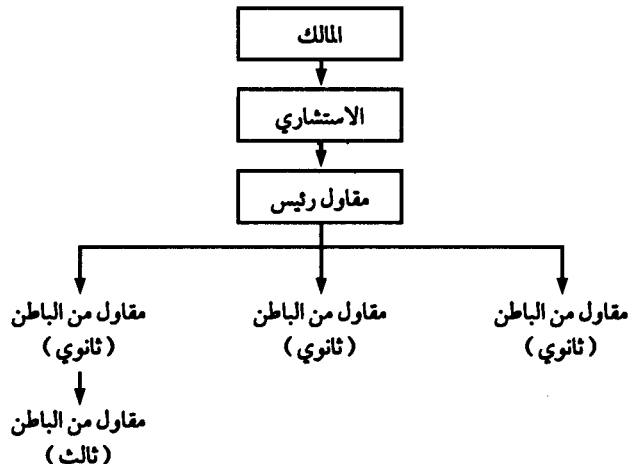 المالك
الاستشاري
مقاول رئيس
مقاول من الباطن
(ثانوي)
مقاول من الباطن
(ثانوي)
مقاول من الباطن
(ثانوي)
مقاول من الباطن
(ثالث)